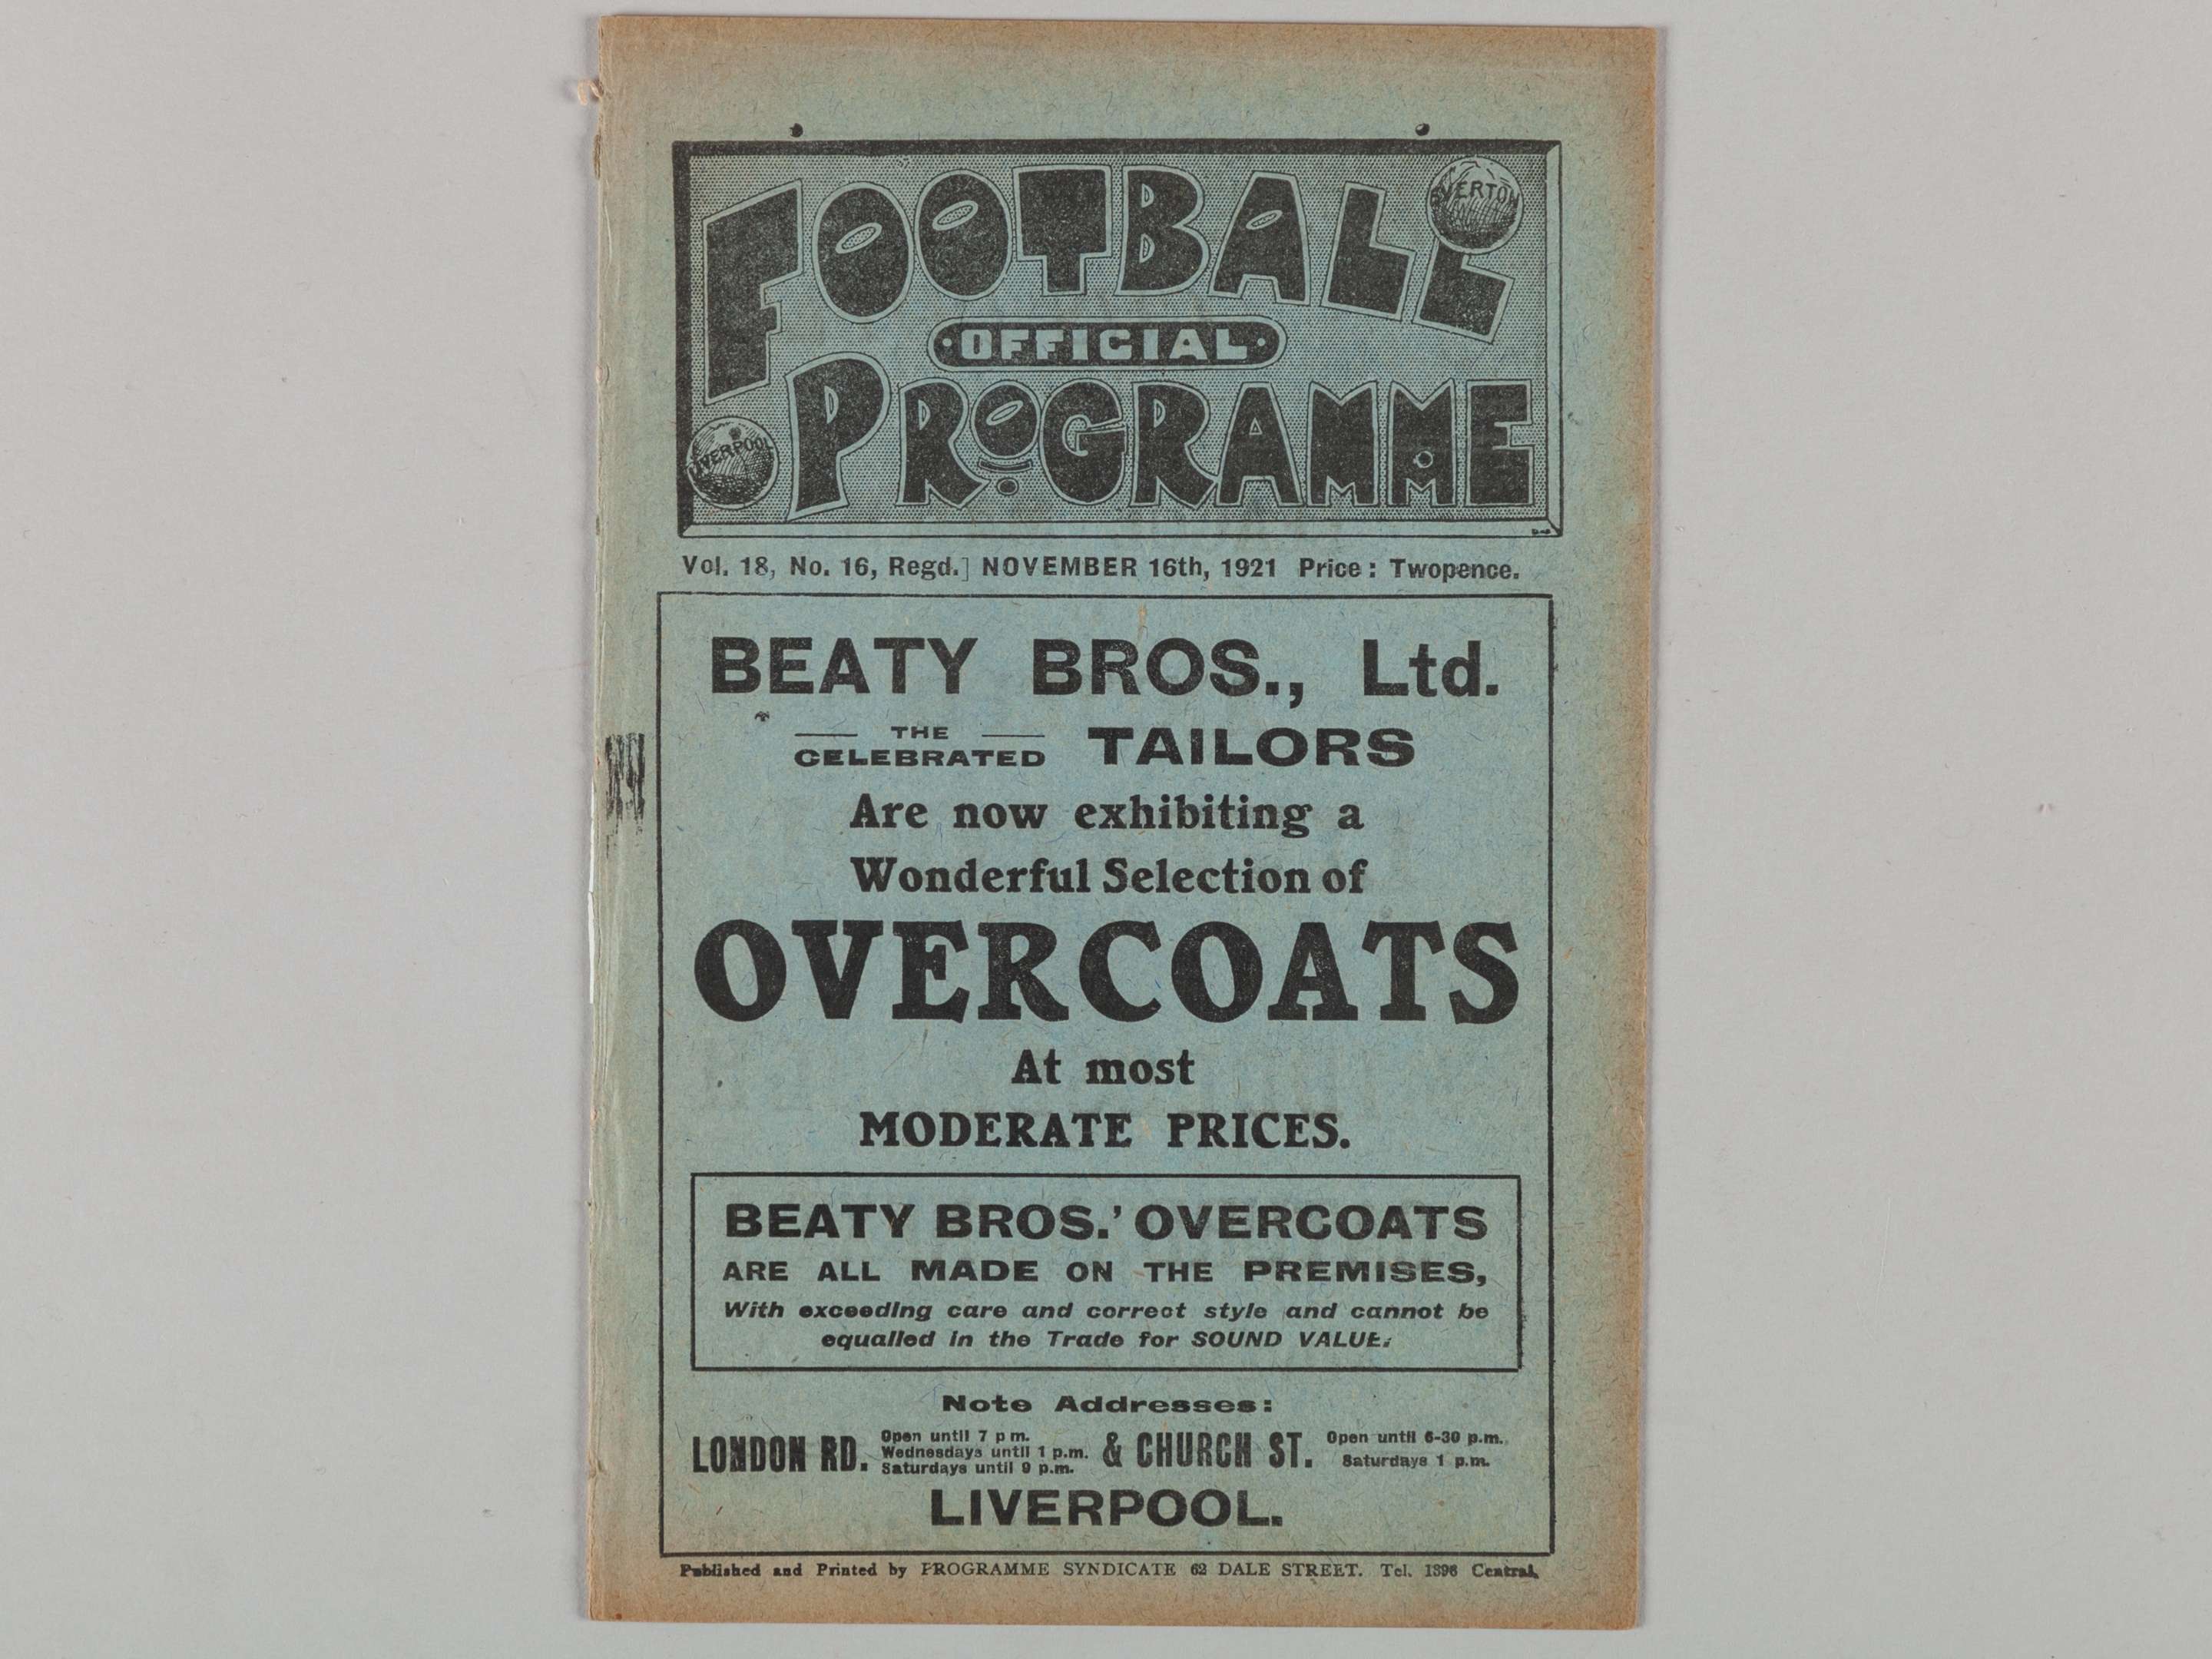 FOOTBALL
EVERTON
OFFICIAL
PROGRAMME
LIVERPOOL
Vol. 18, No. 16, Regd.] NOVEMBER 16th, 1921 Price: Twopence.
BEATY BROS., Ltd.
THE
CELEBRATED TAILORS
Are now exhibiting a
Wonderful Selection of
OVERCOATS
At most
MODERATE PRICES.
BEATY BROS.' OVERCOATS
ARE ALL MADE ON THE PREMISES,
With exceeding care and correct style and cannot be
equalled in the Trade for SOUND VALUE.
Note Addresses:
LONDON RD. Open until 7 p m. Wednesdays until 1 p.m. Saturdays until 9 p.m. & CHURCH ST. Open until 6-30 p.m. Saturdays 1 p.m.
LIVERPOOL.
Published and Printed by PROGRAMME SYNDICATE 62 DALE STREET. Tel. 1396 Central.